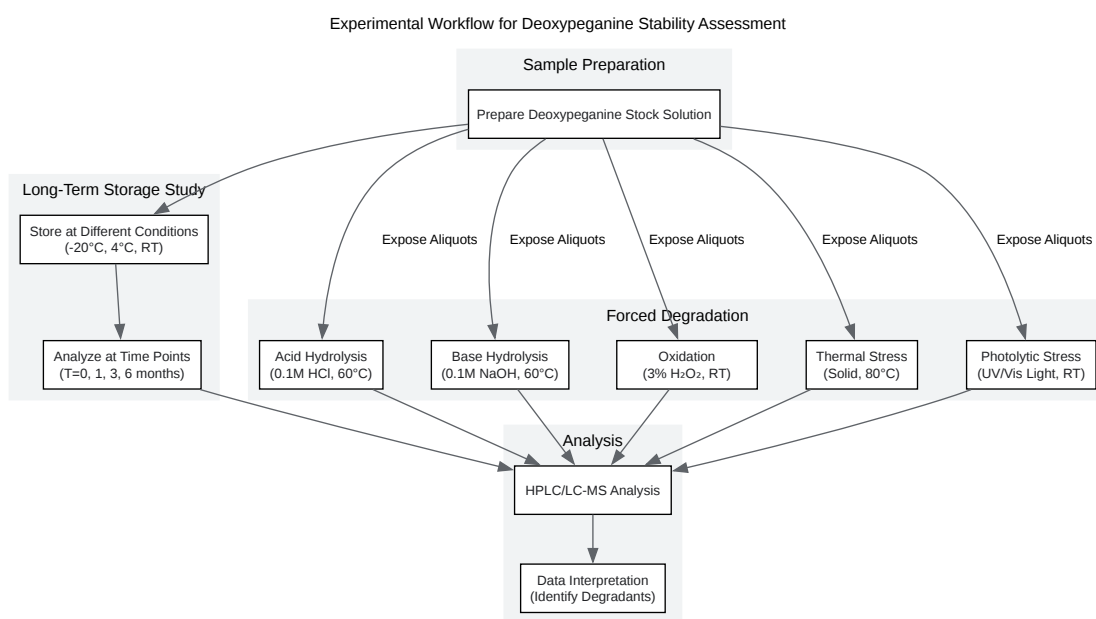 Experimental Workflow for Deoxypeganine Stability Assessment
Sample Preparation
Prepare Deoxypeganine Stock Solution
Long-Term Storage Study
Store at Different Conditions
(-20°C, 4°C, RT)
Expose Aliquots
Expose Aliquots
Expose Aliquots
Expose Aliquots
Expose Aliquots
Forced Degradation
Analyze at Time Points
(T=0, 1, 3, 6 months)
Acid Hydrolysis
(0.1M HCl, 60°C)
Base Hydrolysis
(0.1M NaOH, 60°C)
Oxidation
(3% H₂O₂, RT)
Thermal Stress
(Solid, 80°C)
Photolytic Stress
(UV/Vis Light, RT)
Analysis
HPLC/LC-MS Analysis
Data Interpretation
(Identify Degradants)